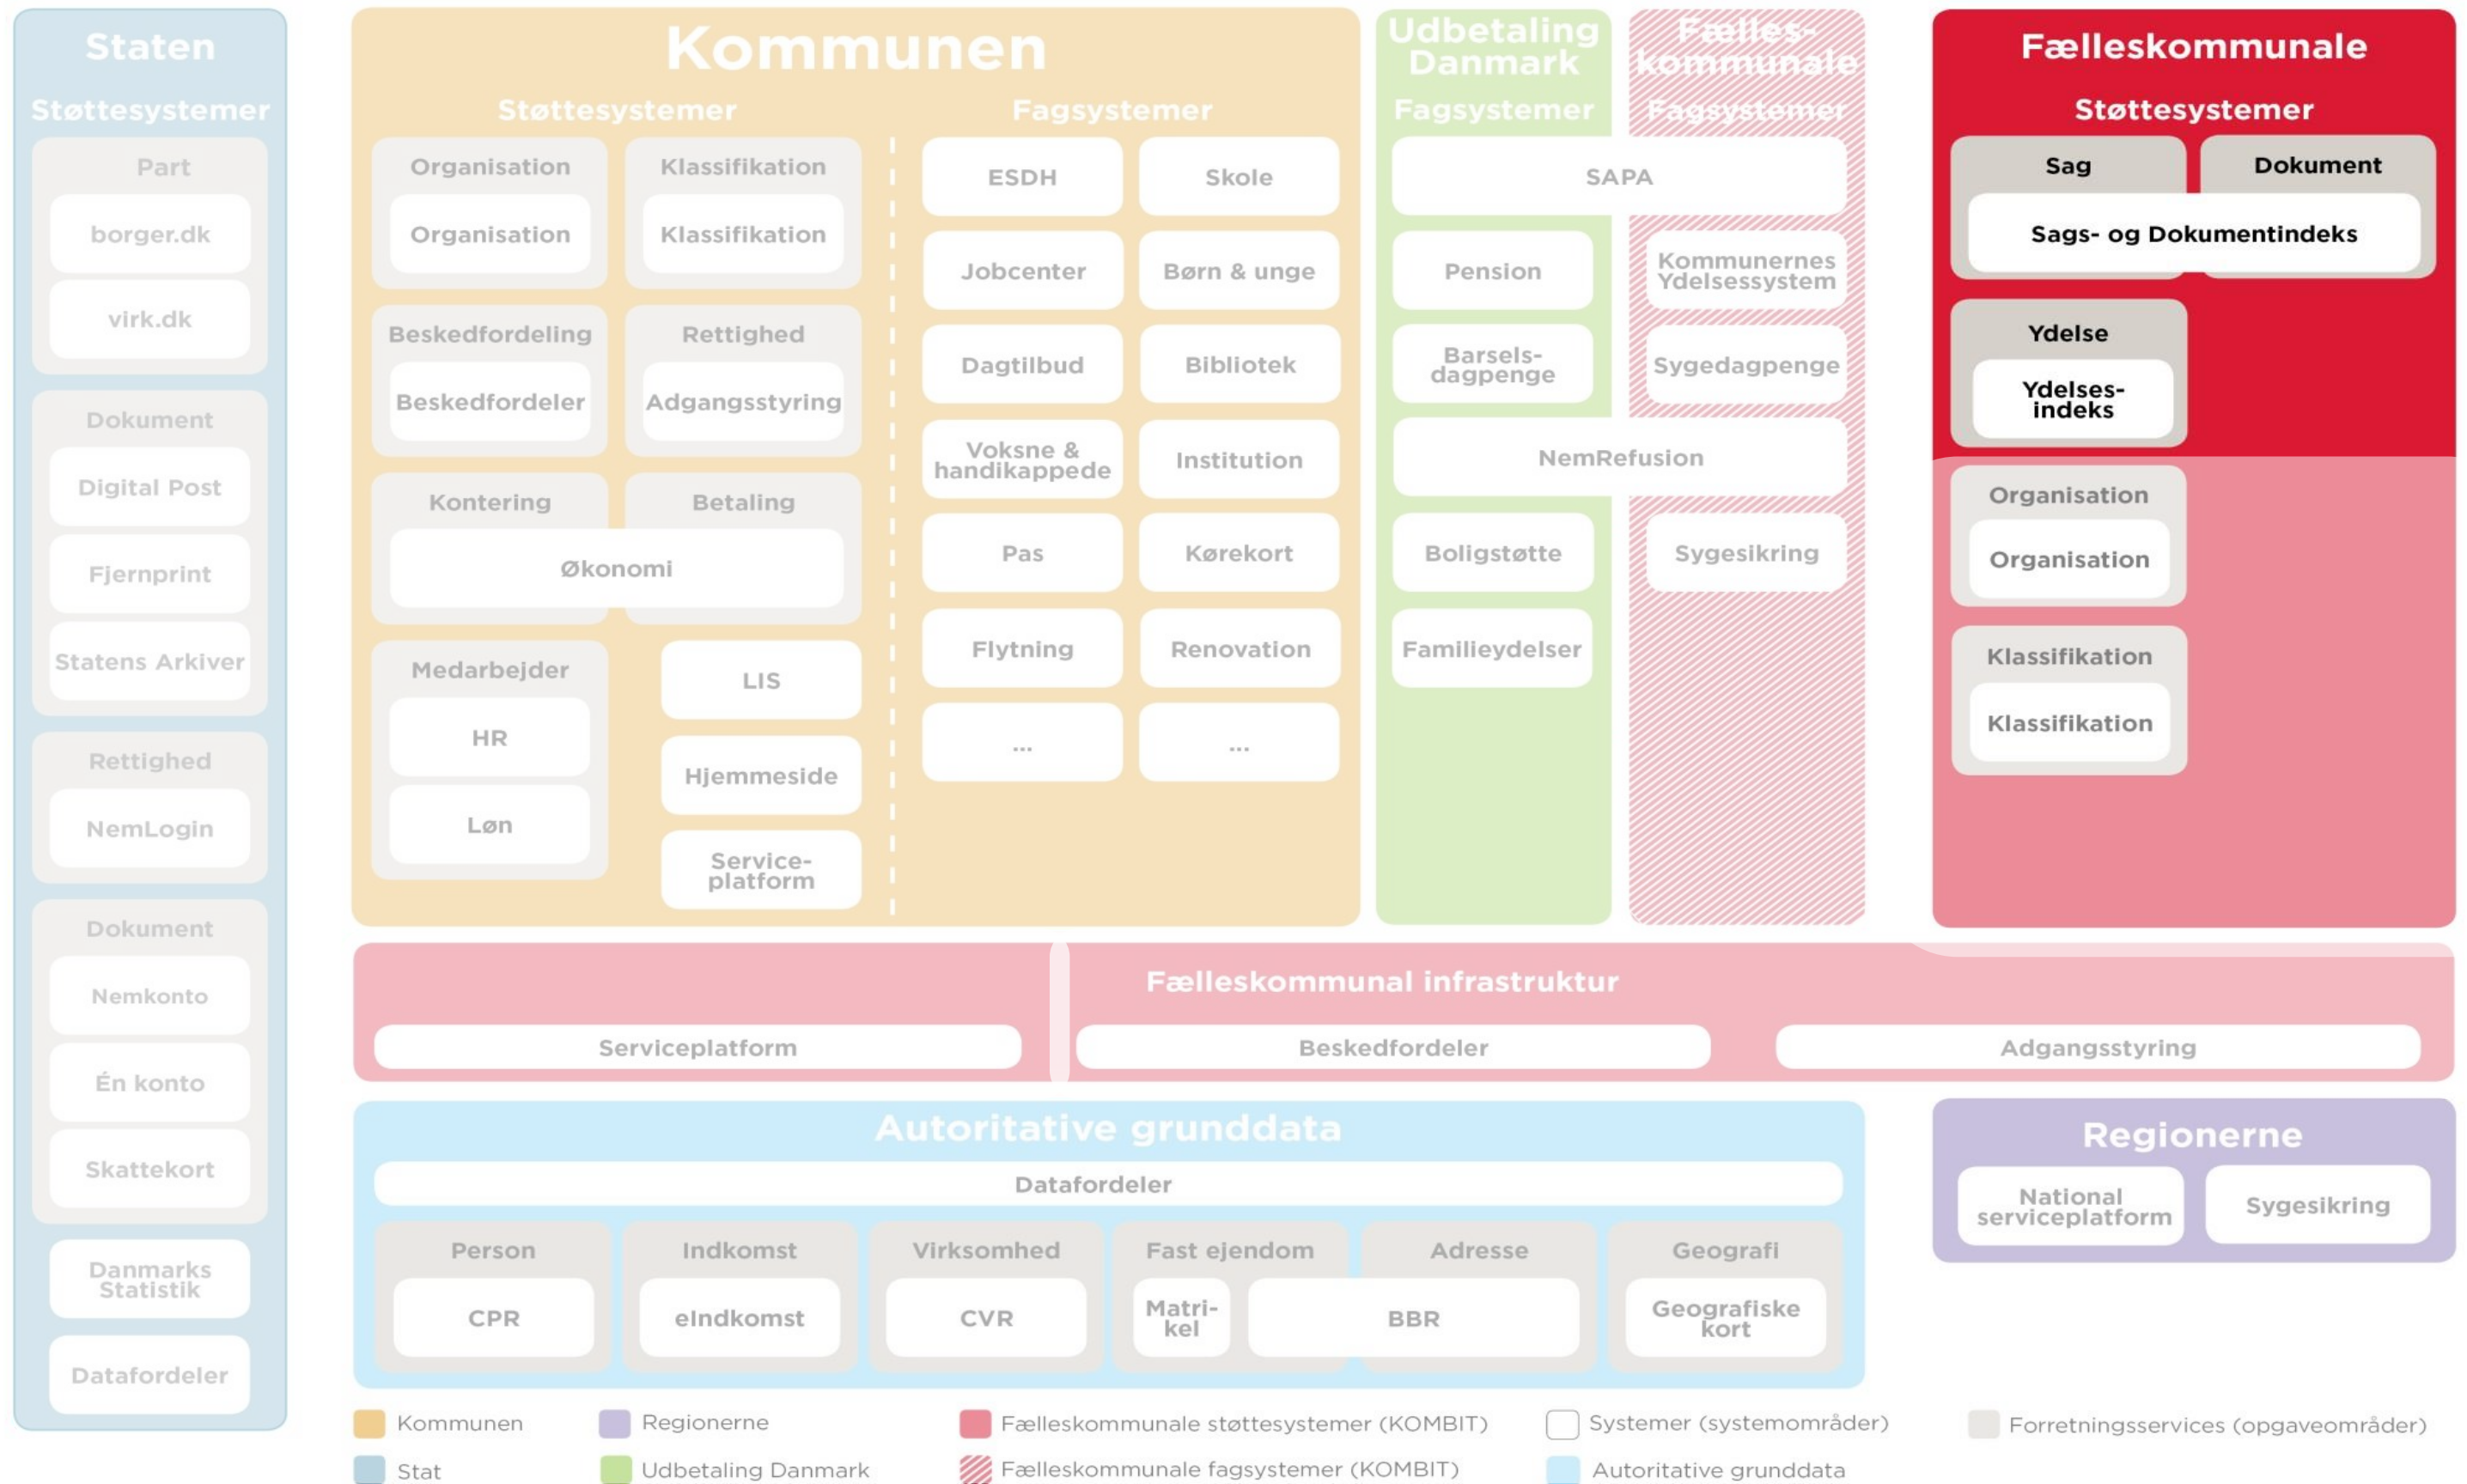 Staten
Støttesystemer
Part
borger.dk
virk.dk
Dokument
Digital Post
Fjernprint
Statens Arkiver
Rettighed
NemLogin
Dokument
Nemkonto
Én konto
Skattekort
Danmarks
Statistik
Datafordeler
Kommunen
Støttesystemer
Organisation
Organisation
Klassifikation
Klassifikation
Beskedfordeling
Beskedfordeler
Rettighed
Adgangsstyring
Kontering
Betaling
Økonomi
Medarbejder
HR
Løn
LIS
Hjemmeside
Service-
platform
Fagsystemer
ESDH
Skole
Jobcenter
Børn & unge
Dagtilbud
Bibliotek
Voksne &
handikappede
Institution
Pas
Kørekort
Flytning
Renovation
...
...
Udbetaling
Danmark
Fagsystemer
Fælles-
kommunale
Fagsystemer
SAPA
Pension
Kommunernes
Ydelsessystem
Barsels-
dagpenge
Sygedagpenge
NemRefusion
Boligstøtte
Sygesikring
Familieydelser
Fælleskommunale
Støttesystemer
Sag
Dokument
Sags- og Dokumentindeks
Ydelse
Ydelses-
indeks
Organisation
Organisation
Klassifikation
Klassifikation
Fælleskommunal infrastruktur
Serviceplatform
Beskedfordeler
Adgangsstyring
Autoritative grunddata
Datafordeler
Person
CPR
Indkomst
eIndkomst
Virksomhed
CVR
Fast ejendom
Matri-
kel
Adresse
BBR
Geografi
Geografiske
kort
Regionerne
National
serviceplatform
Sygesikring
Kommunen
Regionerne
Fælleskommunale støttesystemer (KOMBIT)
Systemer (systemområder)
Forretningsservices (opgaveområder)
Stat
Udbetaling Danmark
Fælleskommunale fagsystemer (KOMBIT)
Autoritative grunddata